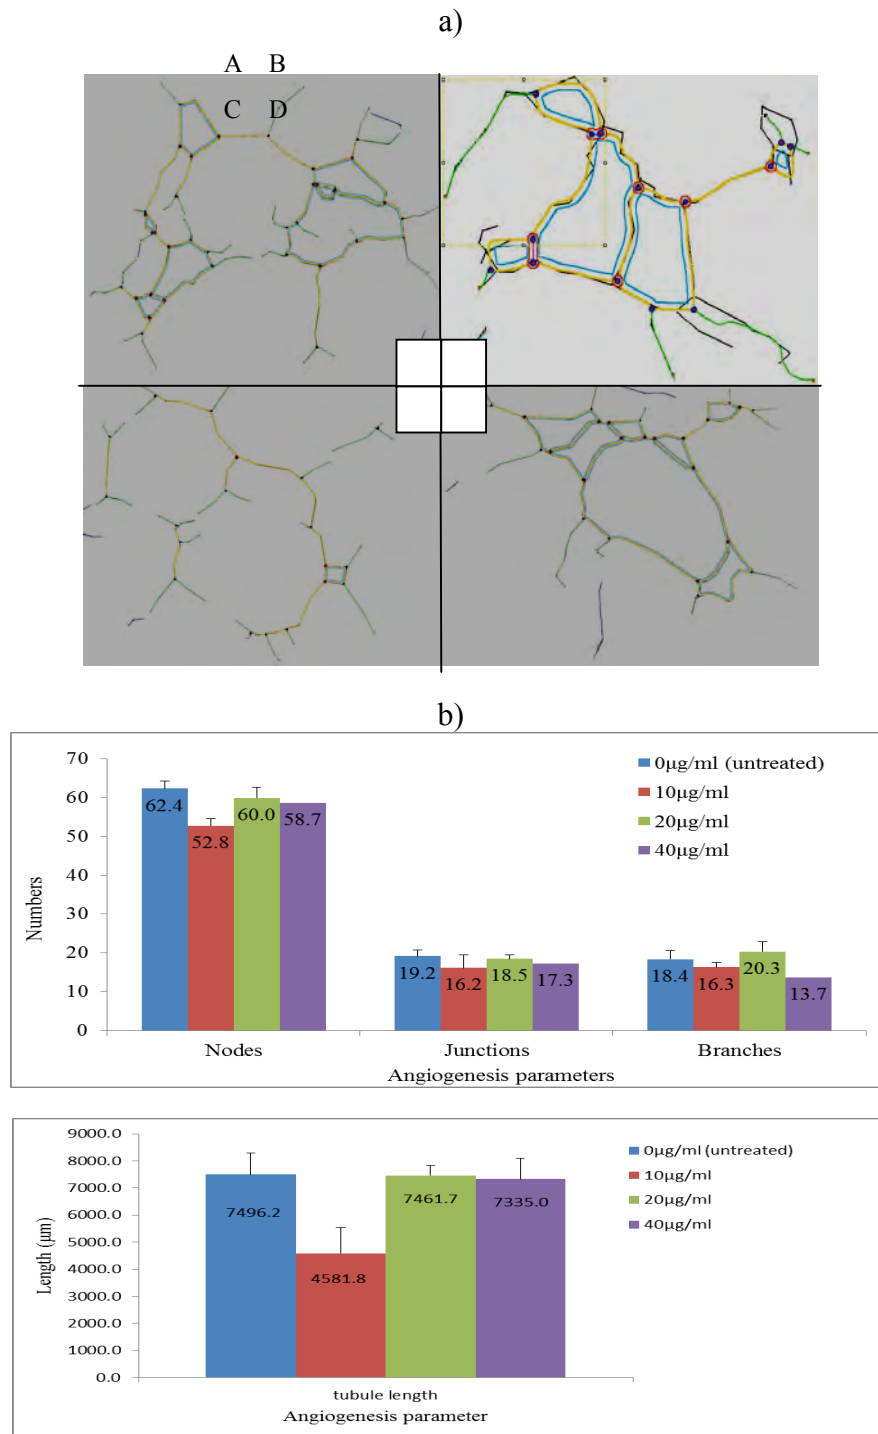 a)
A B
C D
b)
70
60
50
40
30
20
10
0
Numbers
62.4
52.8
60.0
58.7
19.2
16.2
18.5
17.3
18.4
16.3
20.3
13.7
Nodes Junctions Branches
Angiogenesis parameters
0µg/ml (untreated)
10µg/ml
20µg/ml
40µg/ml
9000.0
8000.0
7000.0
6000.0
5000.0
4000.0
3000.0
2000.0
1000.0
0.0
Length (µm)
7496.2
4581.8
7461.7
7335.0
tubule length
Angiogenesis parameter
0µg/ml (untreated)
10µg/ml
20µg/ml
40µg/ml